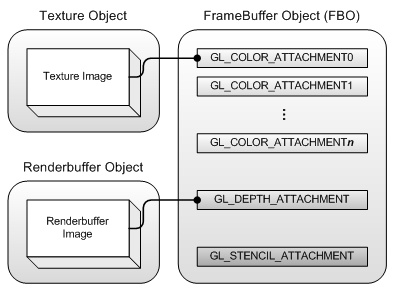 Texture Object
FrameBuffer Object (FBO)
Texture Image
GL_COLOR_ATTACHMENT0
GL_COLOR_ATTACHMENT1
⋮
GL_COLOR_ATTACHMENTn
Renderbuffer Object
Renderbuffer
Image
GL_DEPTH_ATTACHMENT
GL_STENCIL_ATTACHMENT